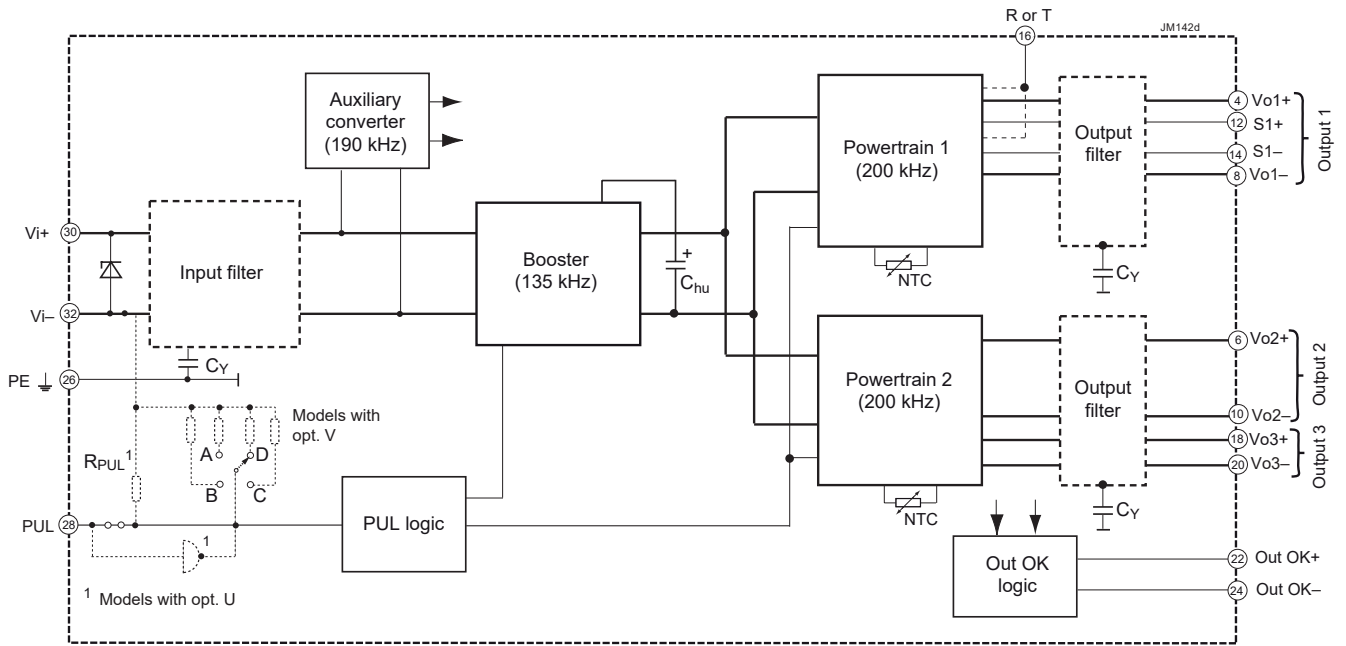 R or T
16
JM142d
Auxiliary
converter
(190 kHz)
Powertrain 1
(200 kHz)
Output
filter
4 Vo1+
12 S1+
14 S1–
8 Vo1–
Output 1
NTC
CY
Vi+ 30
Input filter
Booster
(135 kHz)
+
Chu
Vi– 32
CY
PE 26
Powertrain 2
(200 kHz)
Output
filter
6 Vo2+
10 Vo2–
Output 2
18 Vo3+
20 Vo3–
Output 3
NTC
CY
Models with
opt. V
RPUL1
A
D
B
C
PUL 28
PUL logic
1
1 Models with opt. U
Out OK
logic
22 Out OK+
24 Out OK–